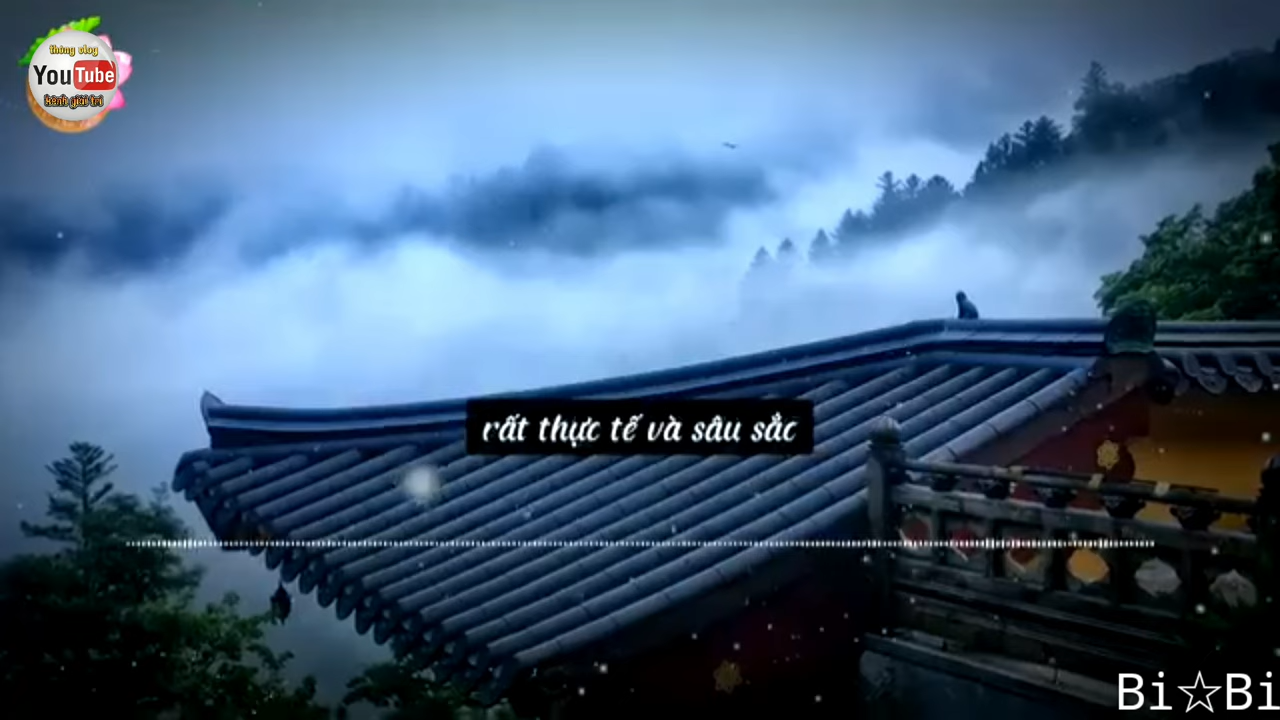 thông vlog
YouTube
kênh giải trí
rất thực tế và sâu sắc
Bi☆Bi